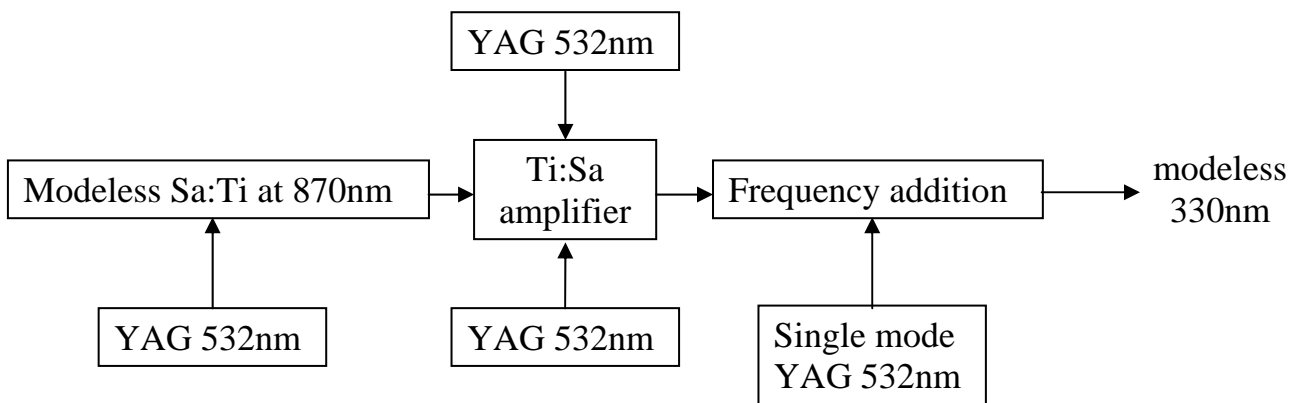 YAG 532nm
Modeless Sa:Ti at 870nm
Ti:Sa
amplifier
Frequency addition
modeless
330nm
YAG 532nm
YAG 532nm
Single mode
YAG 532nm